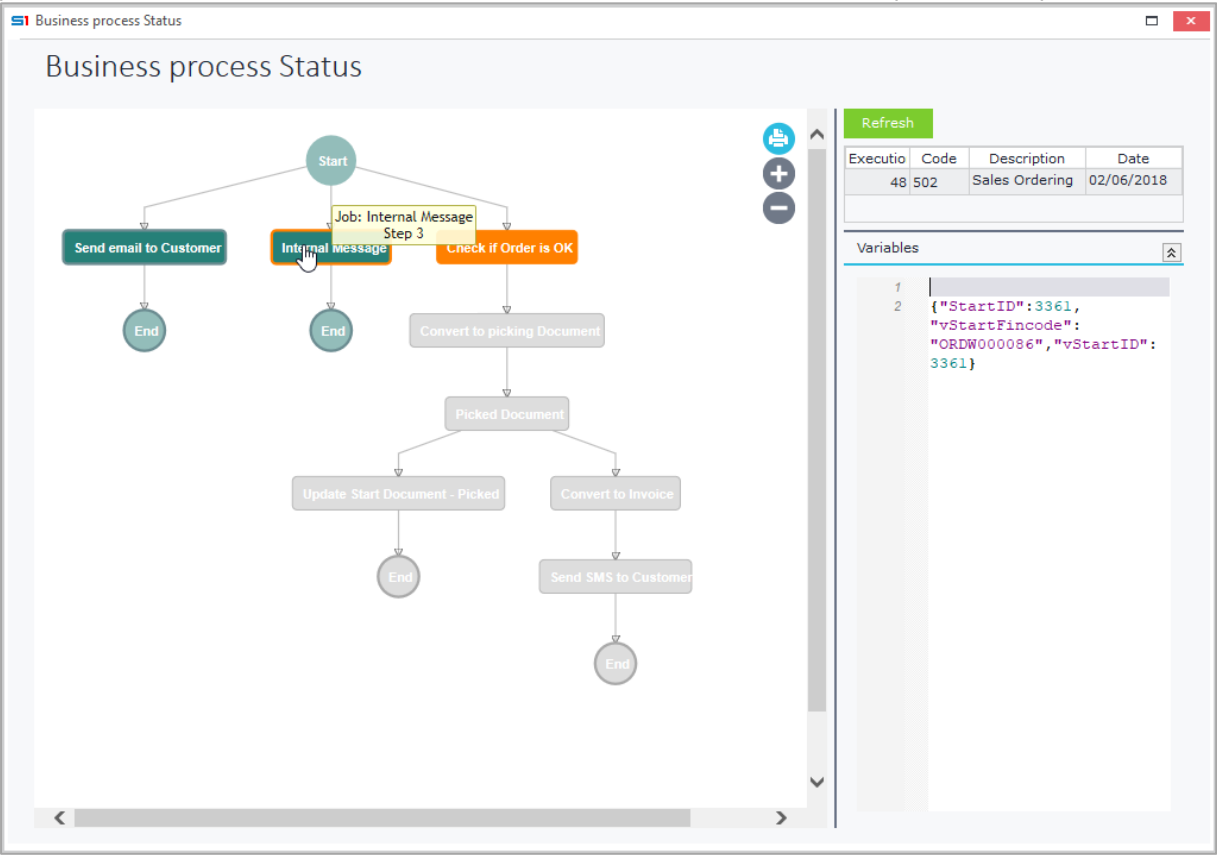 S1 Business process Status
Business process Status
Start
Job: Internal Message
Step 3
Send email to Customer
Internal Message
Check if Order is OK
End
End
Convert to picking Document
Picked Document
Update Start Document - Picked
Convert to Invoice
End
Send SMS to Customer
End
Refresh
Executio Code Description Date
48 502 Sales Ordering 02/06/2018
Variables
1
2 {"StartID":3361,
"vStartFincode":
"ORDW000086","vStartID":
3361}